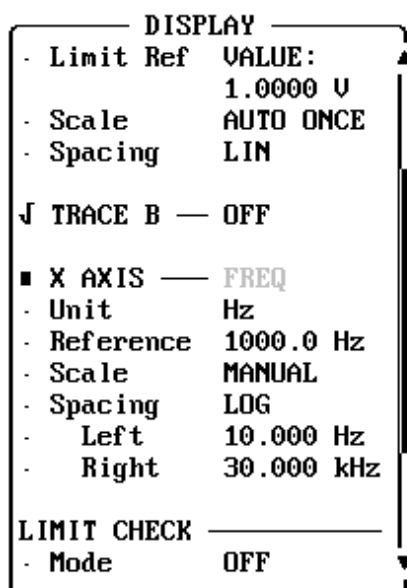 DISPLAY
· Limit Ref VALUE:
1.0000 V
· Scale AUTO ONCE
· Spacing LIN
√ TRACE B — OFF
■ X AXIS — FREQ
· Unit Hz
· Reference 1000.0 Hz
· Scale MANUAL
· Spacing LOG
· Left 10.000 Hz
· Right 30.000 kHz
LIMIT CHECK
· Mode OFF